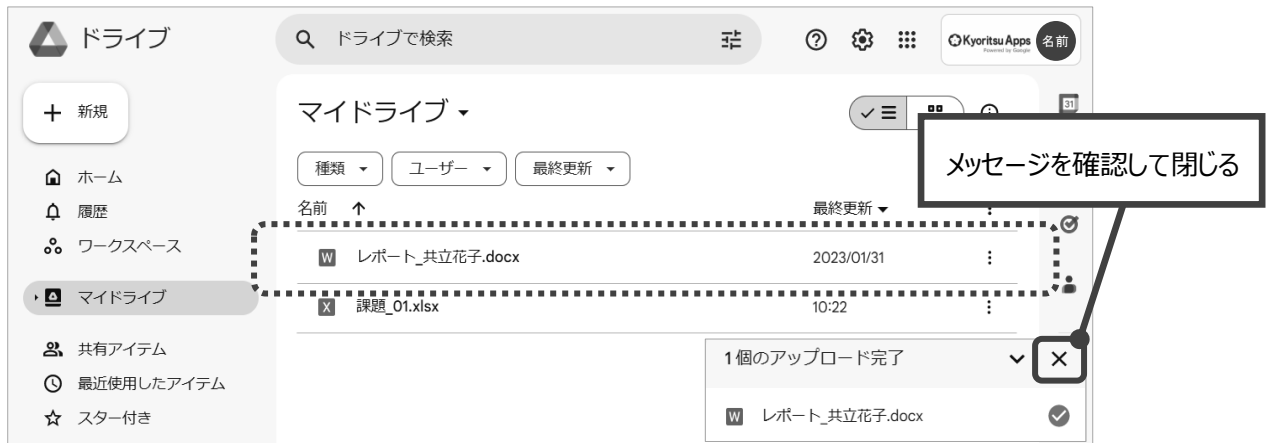 ドライブ
ドライブで検索
Kyoritsu Apps
Powered by Google
名前
新規
マイドライブ
31
メッセージを確認して閉じる
種類
ユーザー
最終更新
ホーム
履歴
ワークスペース
マイドライブ
共有アイテム
最近使用したアイテム
スター付き
名前 ↑ 最終更新
W レポート_共立花子.docx 2023/01/31
X 課題_01.xlsx 10:22
1個のアップロード完了
W レポート_共立花子.docx